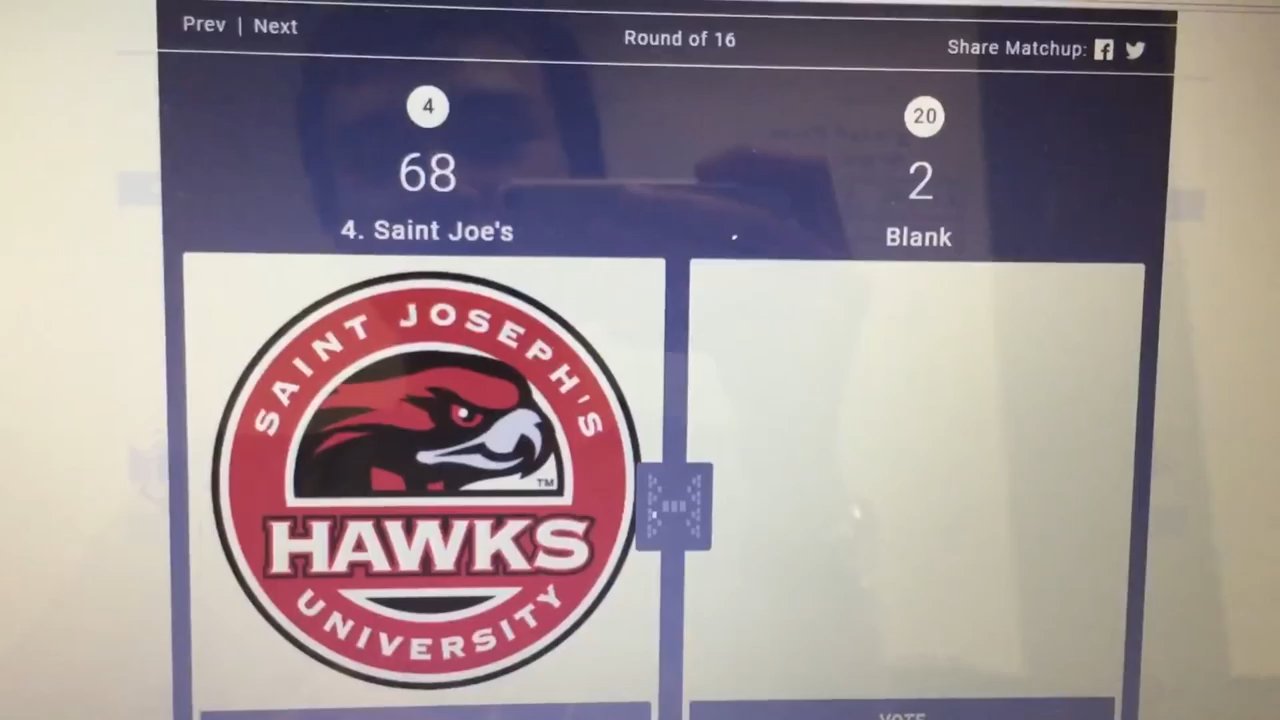 Prev | Next
Round of 16
Share Matchup:
4
20
68
2
4. Saint Joe's
Blank
SAINT JOSEPH'S
TM
HAWKS
UNIVERSITY
VOTE